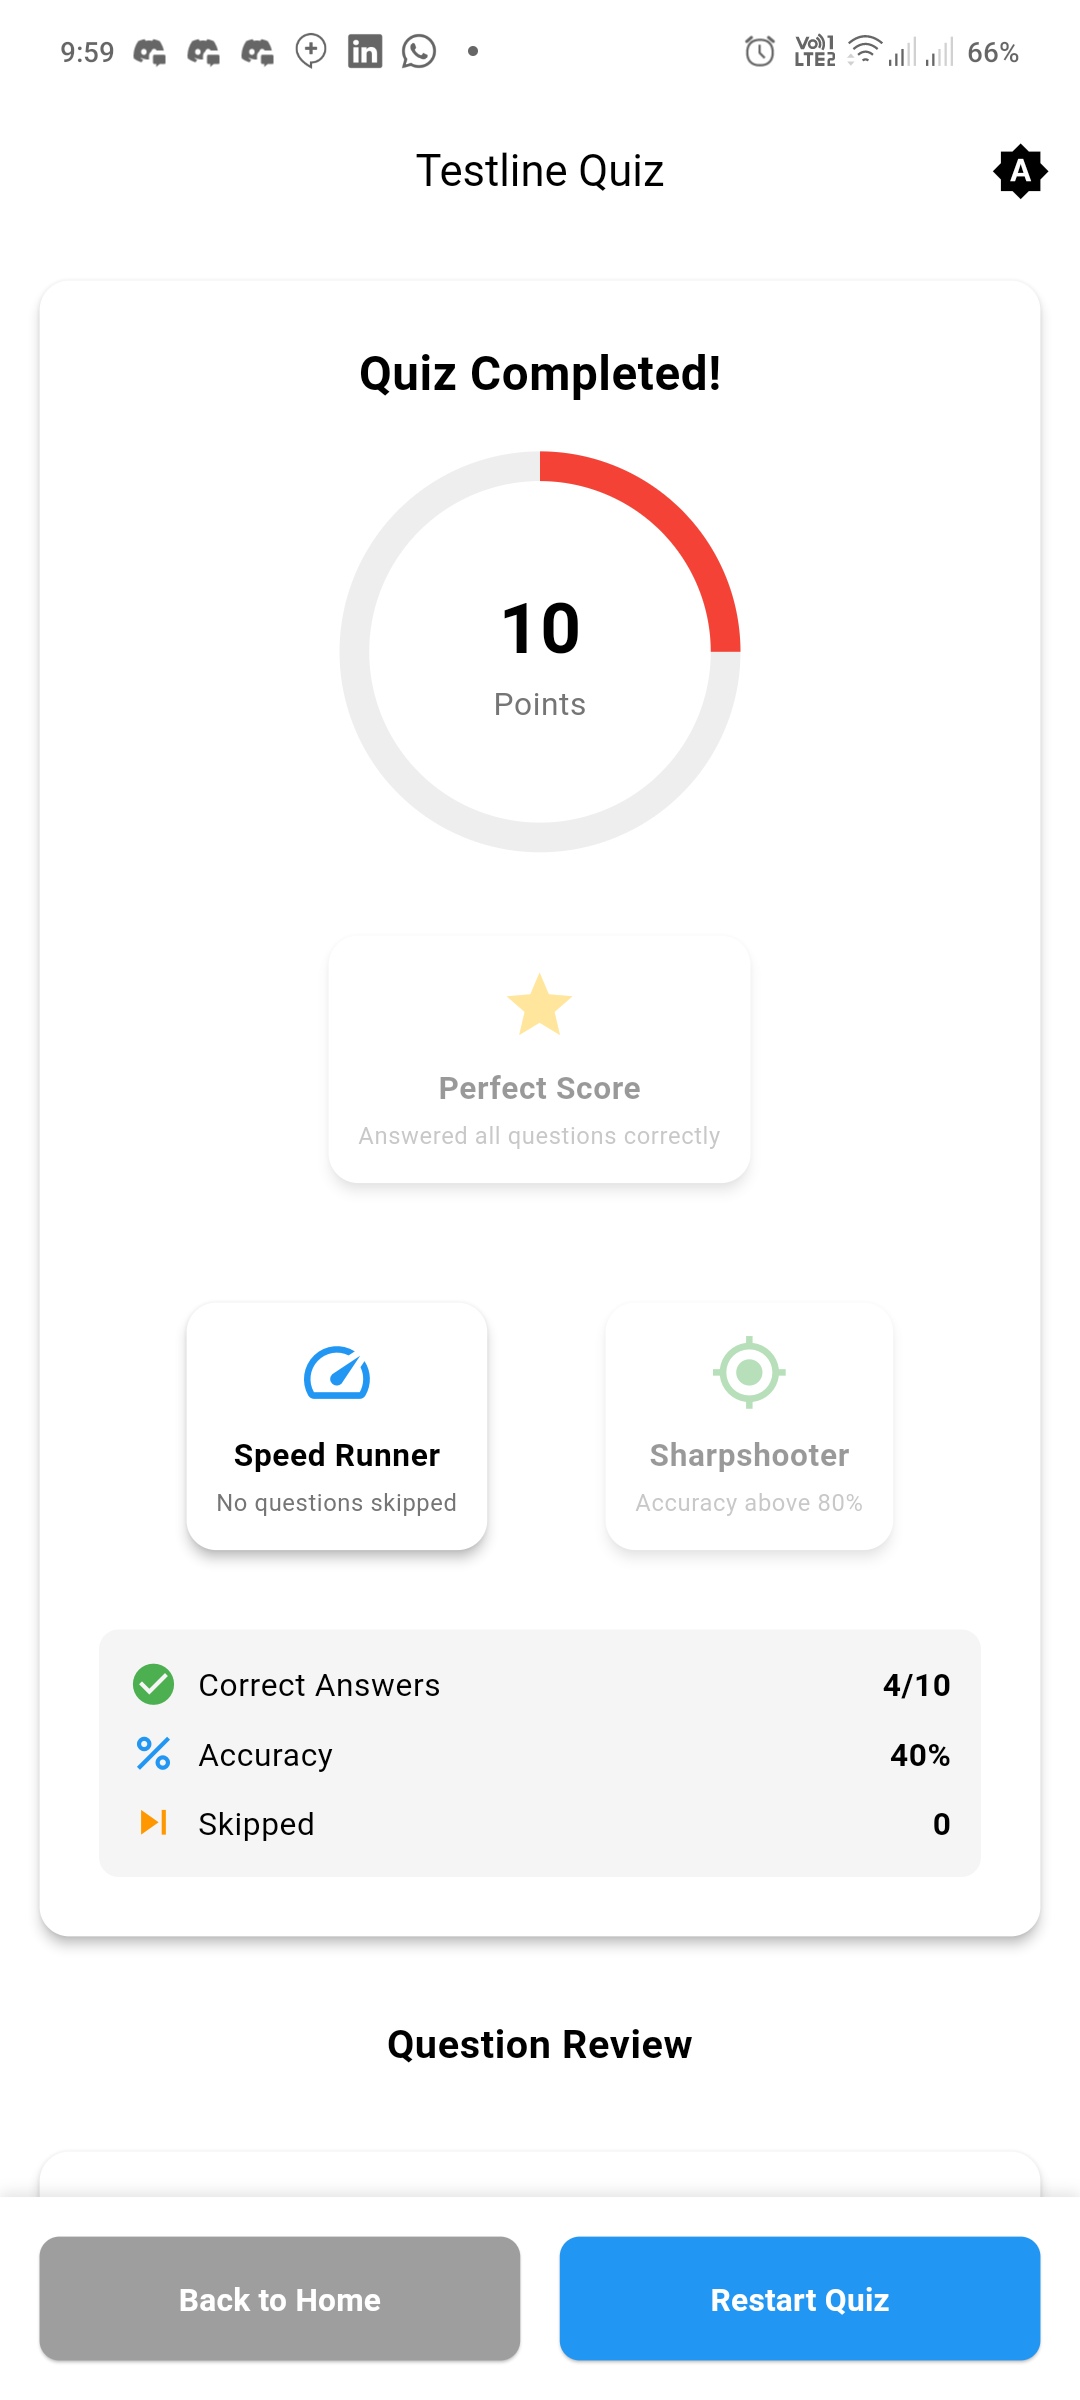 9:59
Vo))1 LTE2
66%
Testline Quiz
A
Quiz Completed!
10
Points
Perfect Score
Answered all questions correctly
Speed Runner
No questions skipped
Sharpshooter
Accuracy above 80%
Correct Answers 4/10
Accuracy 40%
Skipped 0
Question Review
Back to Home
Restart Quiz